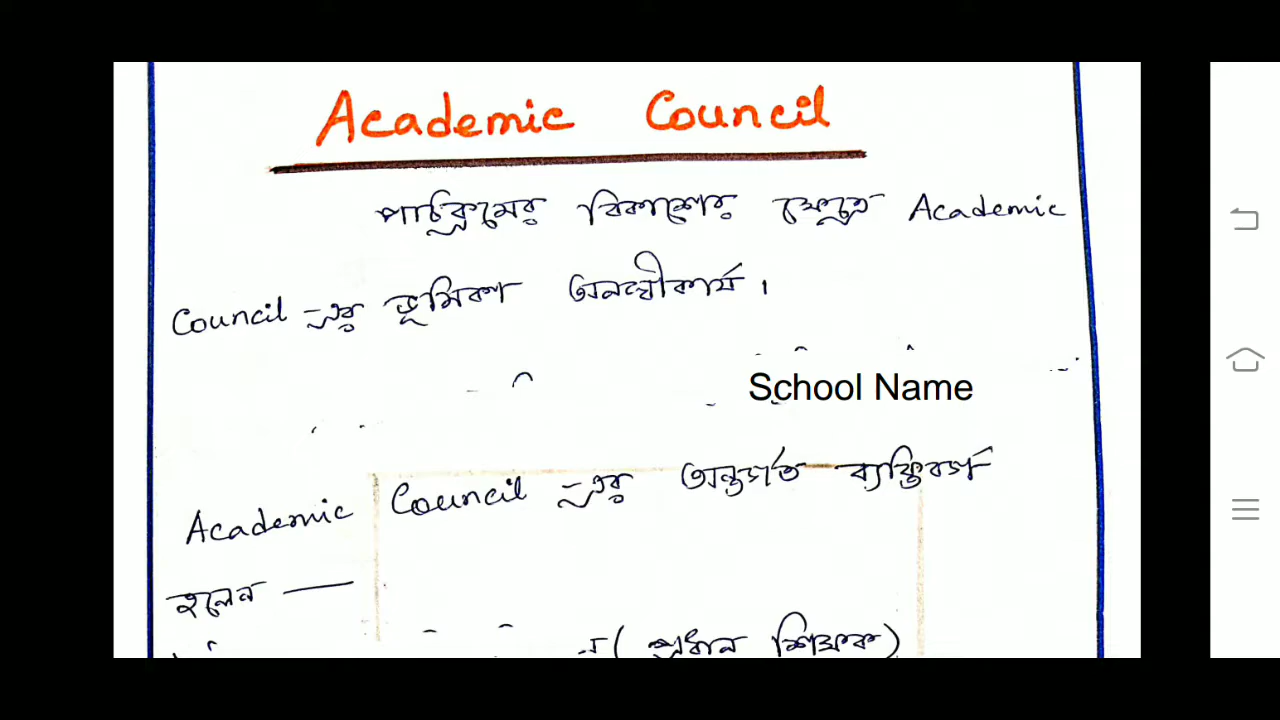 Academic Council
পাঠ্যক্রমের বিকাশের ক্ষেত্রে Academic
Council -এর ভূমিকা অনস্বীকার্য।
School Name
Academic Council -এর অন্তর্গত ব্যক্তিবর্গ
হলেন —
(প্রধান শিক্ষক)